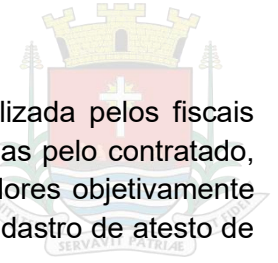 lizada pelos fiscais
as pelo contratado,
lores objetivamente
dastro de atesto de
SERVAVIT PATRIAE